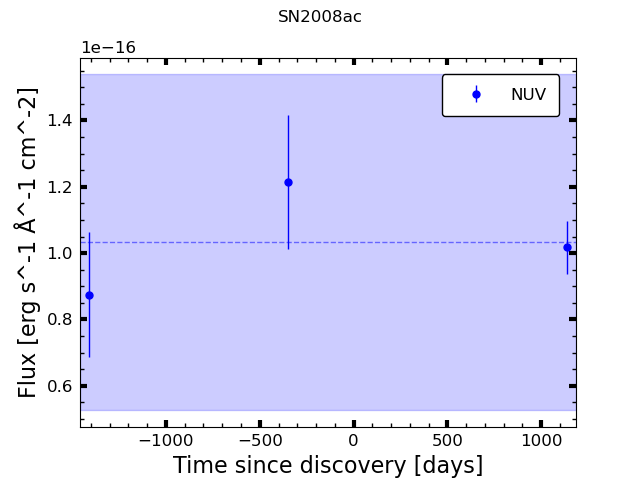 SN2008ac
1e−16
NUV
1.4
1.2
1.0
0.8
0.6
Flux [erg s^-1 Å^-1 cm^-2]
−1000
−500
0
500
1000
Time since discovery [days]